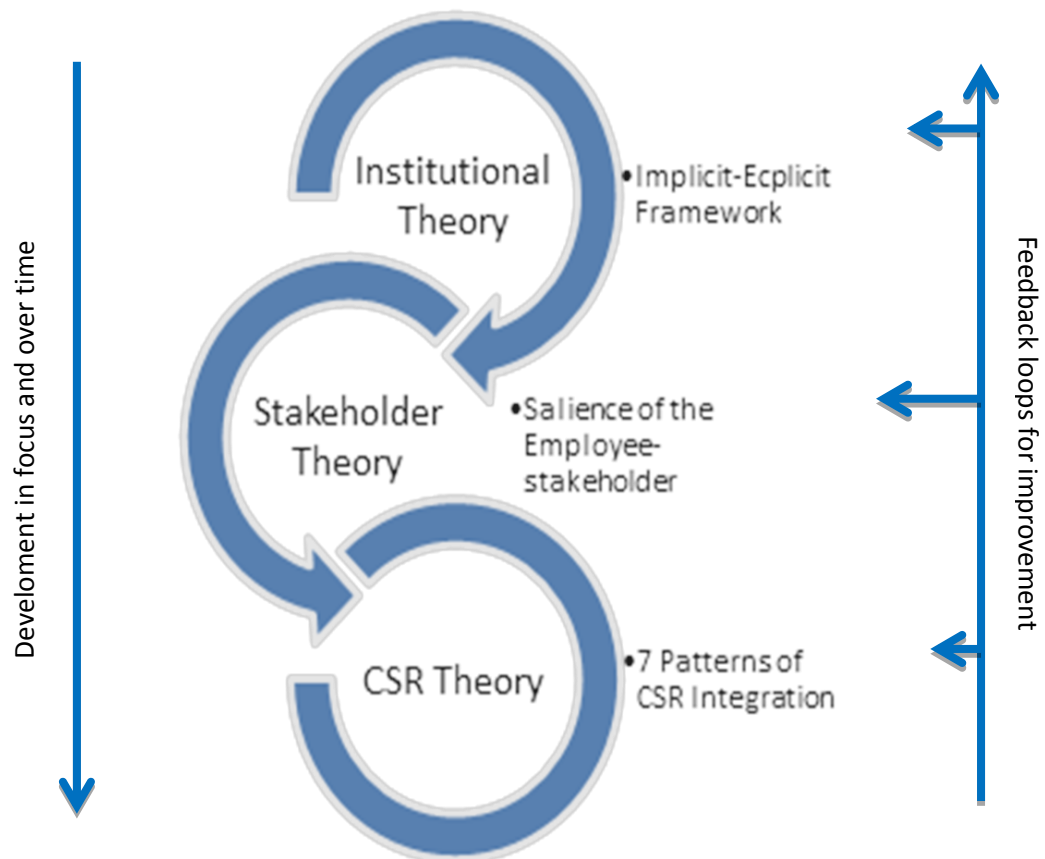 Institutional
Theory
•Implicit-Ecplicit
Framework
Stakeholder
Theory
•Salience of the
Employee-
stakeholder
CSR Theory
•7 Patterns of
CSR Integration
Develoment in focus and over time
Feedback loops for improvement